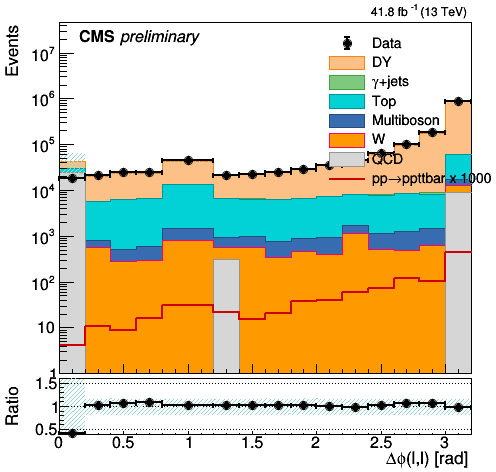 41.8 fb⁻¹ (13 TeV)
Events
CMS preliminary
Data
DY
γ+jets
Top
Multiboson
W
QCD
pp→ppttbar x 1000
10⁷
10⁶
10⁵
10⁴
10³
10²
10
1
Ratio
1.5
1
0.5
0 0.5 1 1.5 2 2.5 3
Δϕ(l,l) [rad]